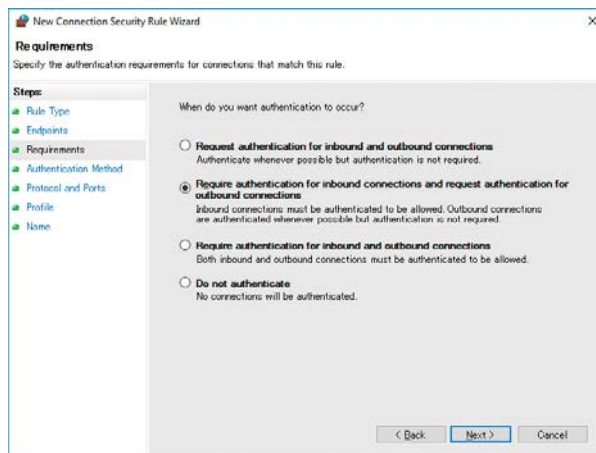 New Connection Security Rule Wizard
Requirements
Specify the authentication requirements for connections that match this rule.
Steps:
Rule Type
Endpoints
Requirements
Authentication Method
Protocol and Ports
Profile
Name
When do you want authentication to occur?
Request authentication for inbound and outbound connections
Authenticate whenever possible but authentication is not required.
Require authentication for inbound connections and request authentication for
outbound connections
Inbound connections must be authenticated to be allowed. Outbound connections
are authenticated whenever possible but authentication is not required.
Require authentication for inbound and outbound connections
Both inbound and outbound connections must be authenticated to be allowed.
Do not authenticate
No connections will be authenticated.
< Back
Next >
Cancel